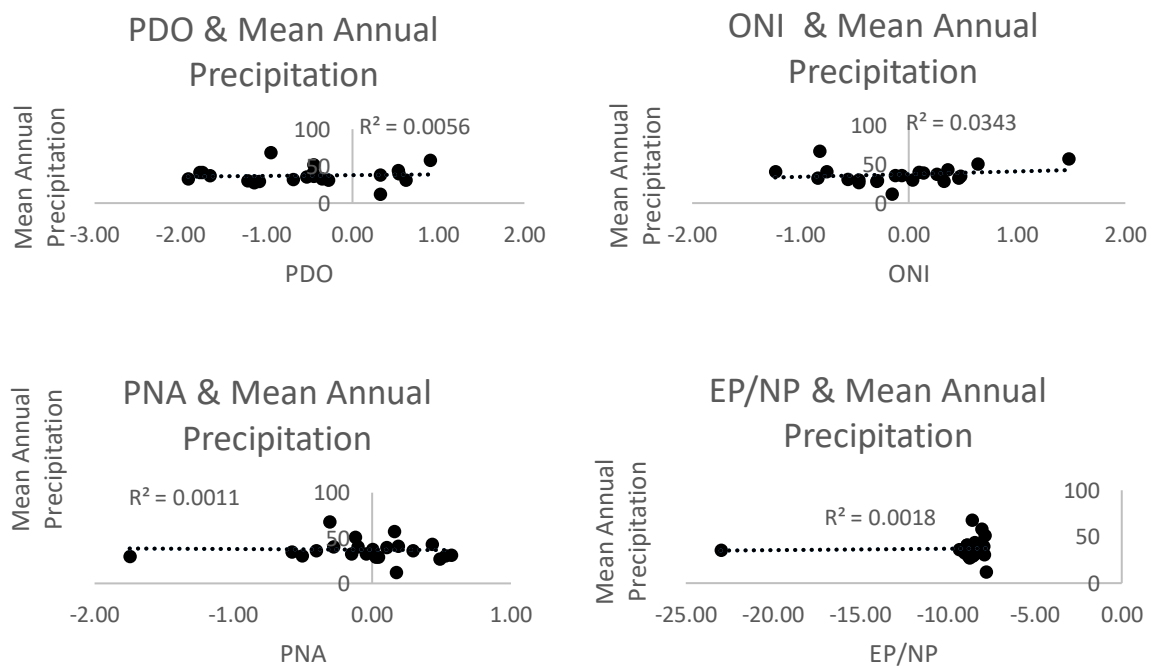 PDO & Mean Annual
Precipitation
Mean Annual
Precipitation
R² = 0.0056
100
50
0
-3.00 -2.00 -1.00 0.00 1.00 2.00
PDO
ONI & Mean Annual
Precipitation
Mean Annual
Precipitation
R² = 0.0343
100
50
0
-2.00 -1.00 0.00 1.00 2.00
ONI
PNA & Mean Annual
Precipitation
Mean Annual
Precipitation
R² = 0.0011
100
50
0
-2.00 -1.00 0.00 1.00
PNA
EP/NP & Mean Annual
Precipitation
Mean Annual
Precipitation
R² = 0.0018
100
50
0
-25.00 -20.00 -15.00 -10.00 -5.00 0.00
EP/NP